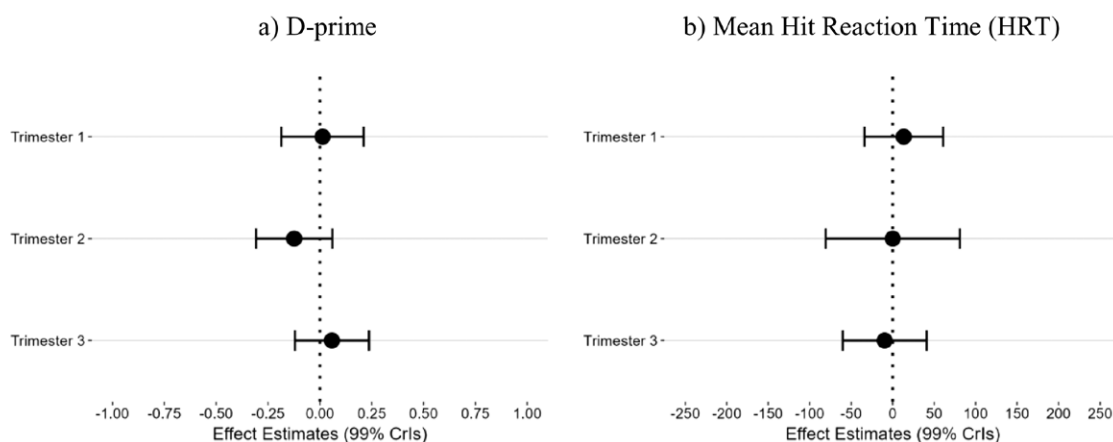 a) D-prime
Trimester 1
Trimester 2
Trimester 3
-1.00 -0.75 -0.50 -0.25 0.00 0.25 0.50 0.75 1.00
Effect Estimates (99% CrIs)
b) Mean Hit Reaction Time (HRT)
Trimester 1
Trimester 2
Trimester 3
-250 -200 -150 -100 -50 0 50 100 150 200 250
Effect Estimates (99% CrIs)